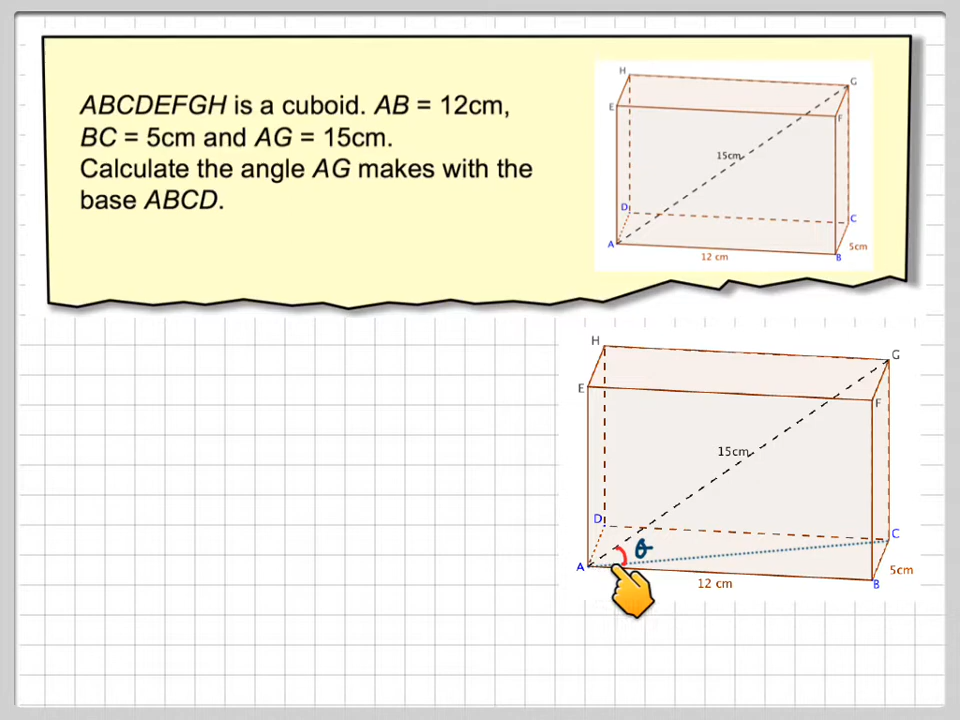 ABCDEFGH is a cuboid. AB = 12cm,
BC = 5cm and AG = 15cm.
Calculate the angle AG makes with the
base ABCD.
H
G
E
F
15cm
D
C
A
5cm
12 cm
B
H
G
E
F
15cm
D
C
θ
A
5cm
12 cm
B